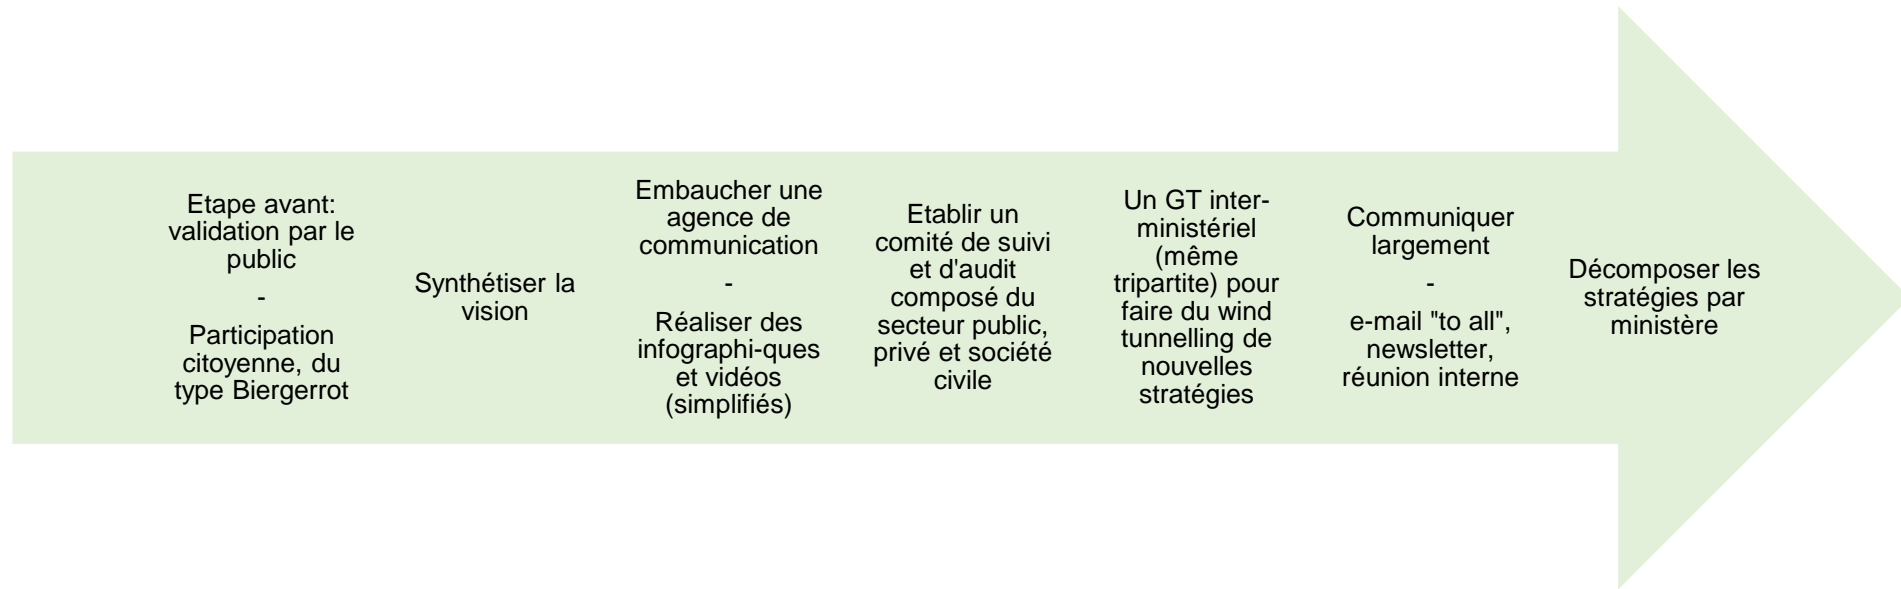 Etape avant:
validation par le
public
-
Participation
citoyenne, du
type Biergerrot
Synthétiser la
vision
Embaucher une
agence de
communication
-
Réaliser des
infographi-ques
et vidéos
(simplifiés)
Etablir un
comité de suivi
et d'audit
composé du
secteur public,
privé et société
civile
Un GT inter-
ministériel
(même
tripartite) pour
faire du wind
tunnelling de
nouvelles
stratégies
Communiquer
largement
-
e-mail "to all",
newsletter,
réunion interne
Décomposer les
stratégies par
ministère